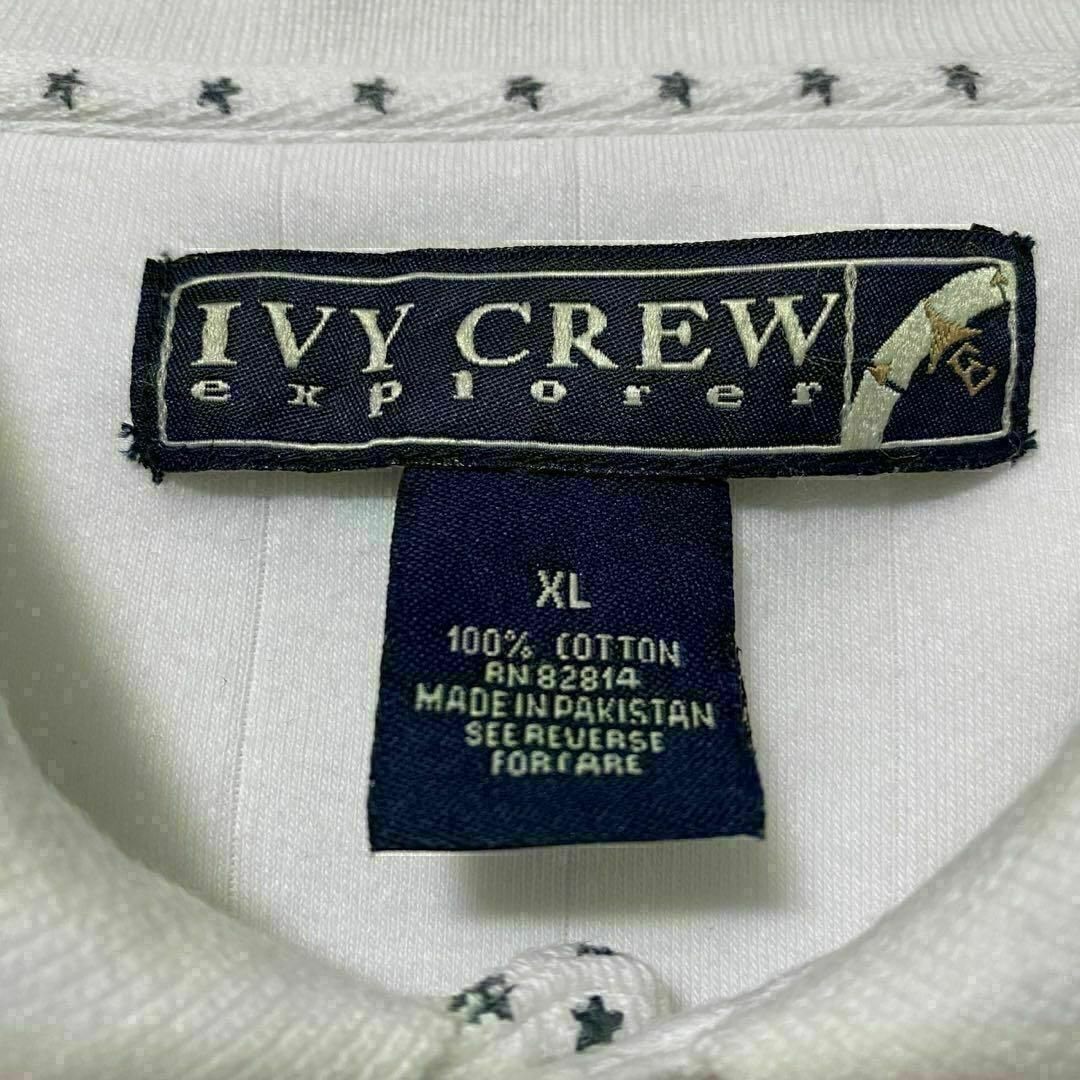 IVY CREW
explorer
E
XL
100% COTTON
RN 82814
MADE IN PAKISTAN
SEE REVERSE
FOR CARE